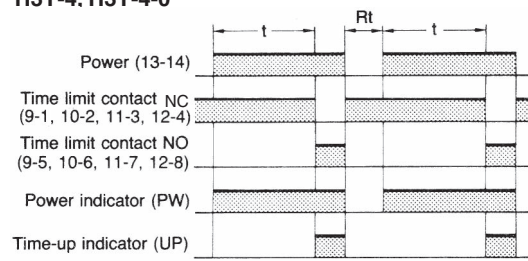 H3Y-4, H3Y-4-0
t
Rt
t
Power (13-14)
Time limit contact NC
(9-1, 10-2, 11-3, 12-4)
Time limit contact NO
(9-5, 10-6, 11-7, 12-8)
Power indicator (PW)
Time-up indicator (UP)